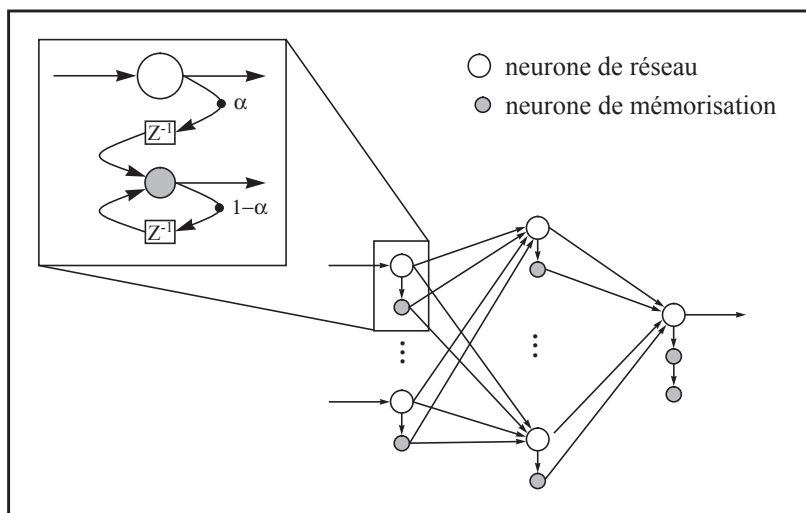 neurone de réseau
neurone de mémorisation
α
Z⁻¹
1−α
Z⁻¹